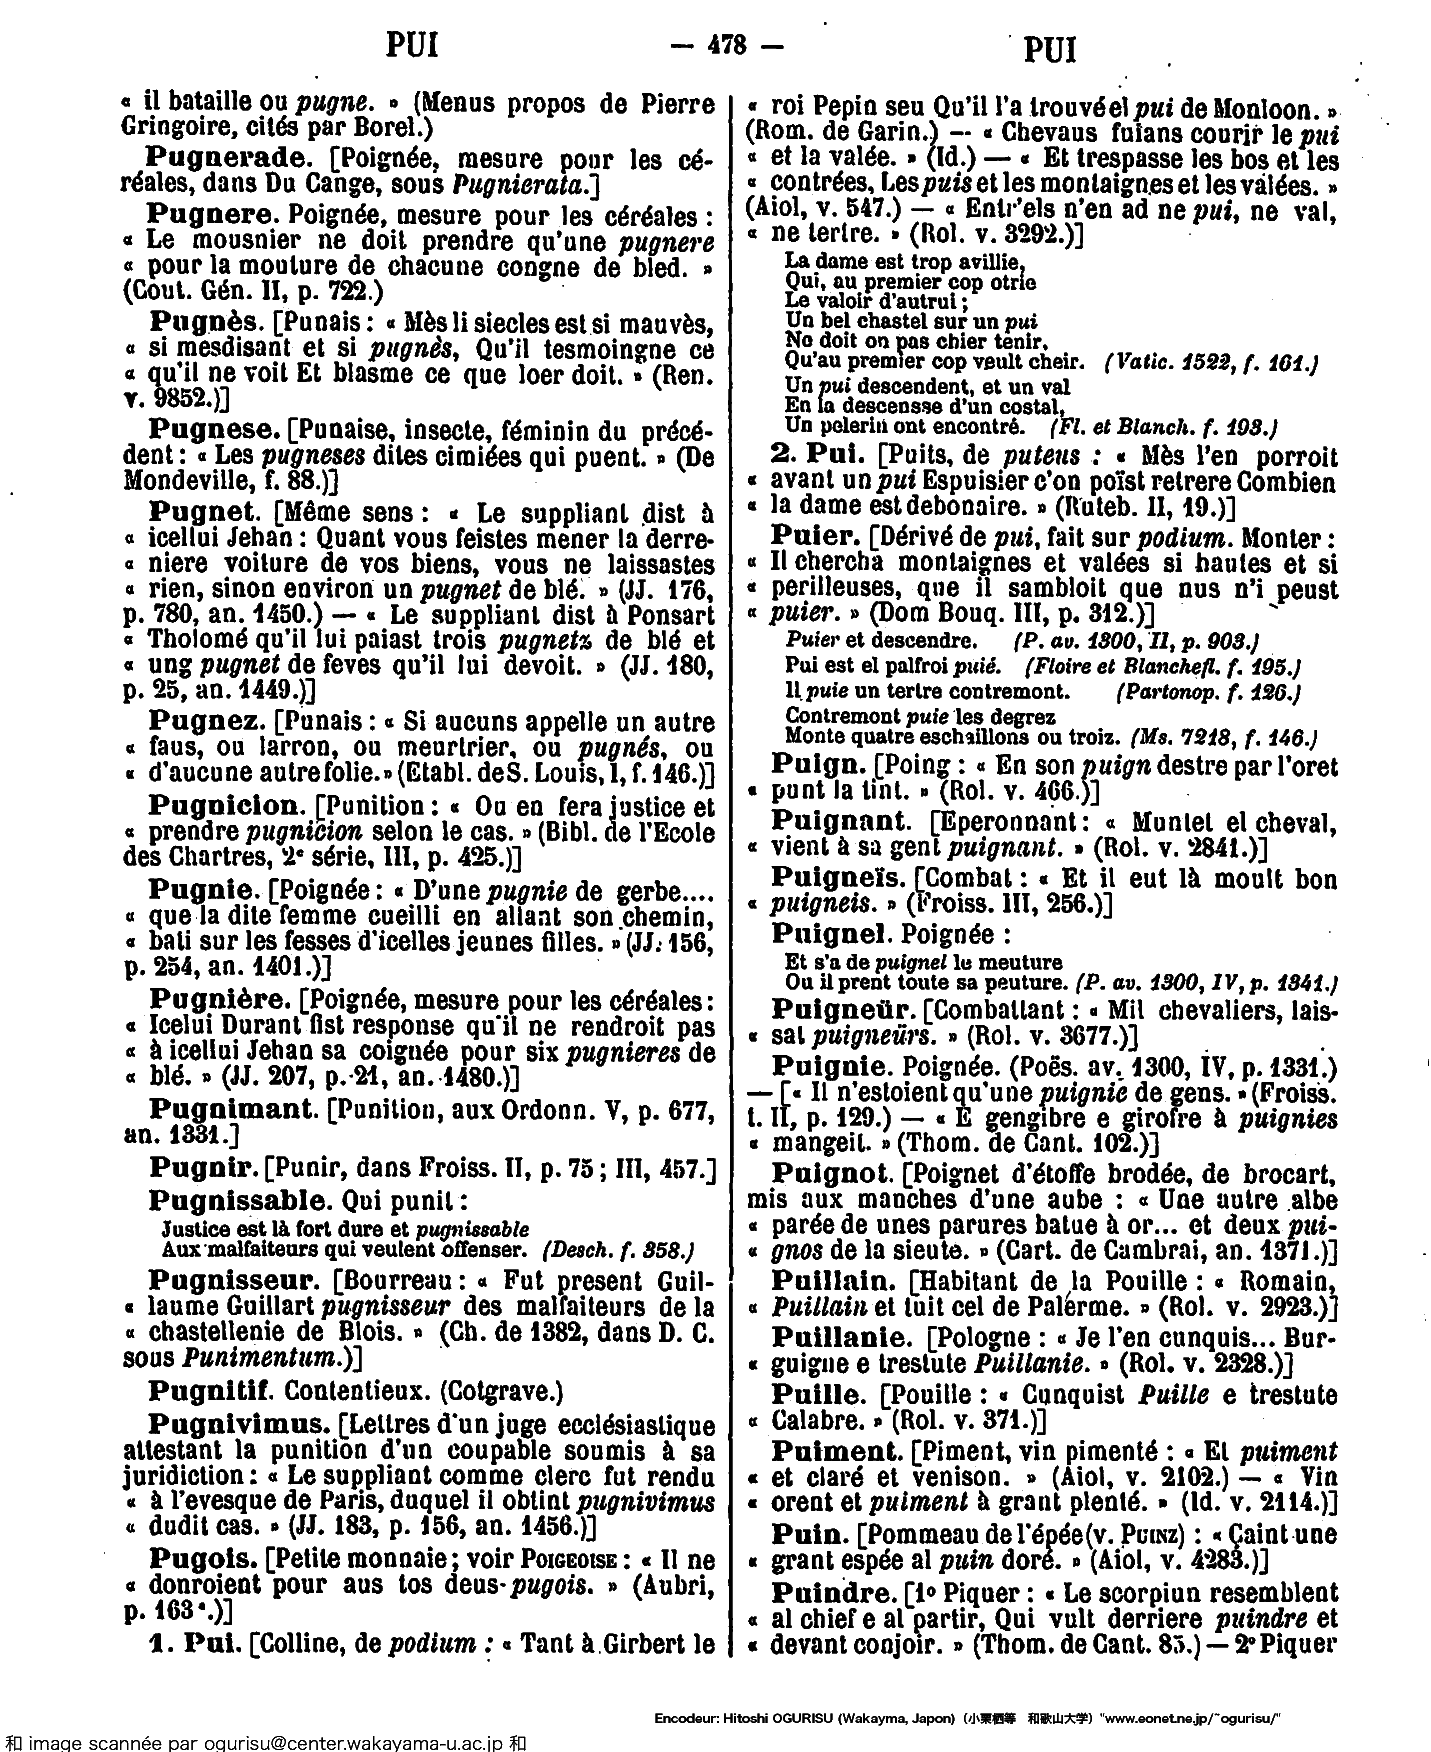 PUI — 478 — PUI
« il bataille ou pugne. » (Menus propos de Pierre
Gringoire, cités par Borel.)
Pugnerade. [Poignée, mesure pour les cé-
réales, dans Du Cange, sous Pugnierata.]
Pugnere. Poignée, mesure pour les céréales :
« Le mousnier ne doit prendre qu'une pugnere
« pour la mouture de chacune congne de bled. »
(Cout. Gén. II, p. 722.)
Pugnès. [Punais : « Mès li siecles est si mauvès,
« si mesdisant et si pugnès, Qu'il tesmoingne ce
« qu'il ne voit Et blasme ce que loer doit. » (Ren.
v. 9852.)]
Pugnese. [Punaise, insecte, féminin du précé-
dent : « Les pugneses dites cimiées qui puent. » (De
Mondeville, f. 88.)]
Pugnet. [Même sens : « Le suppliant dist à
« icellui Jehan : Quant vous feistes mener la derre-
« niere voiture de vos biens, vous ne laissastes
« rien, sinon environ un pugnet de blé. » (JJ. 176,
p. 780, an. 1450.) — « Le suppliant dist à Ponsart
« Tholomé qu'il lui paiast trois pugnetz de blé et
« ung pugnet de feves qu'il lui devoit. » (JJ. 180,
p. 25, an. 1449.)]
Pugnez. [Punais : « Si aucuns appelle un autre
« faus, ou larron, ou meurtrier, ou pugnés, ou
« d'aucune autre folie. » (Etabl. de S. Louis, I, f. 146.)]
Pugnicion. [Punition : « Ou en fera justice et
« prendre pugnicion selon le cas. » (Bibl. de l'Ecole
des Chartres, 2e série, III, p. 425.)]
Pugnie. [Poignée : « D'une pugnie de gerbe....
« que la dite femme cueilli en allant son chemin,
« bati sur les fesses d'icelles jeunes filles. » (JJ. 156,
p. 254, an. 1401.)]
Pugnière. [Poignée, mesure pour les céréales :
« Icelui Durant fist response qu'il ne rendroit pas
« à icellui Jehan sa coignée pour six pugnieres de
« blé. » (JJ. 207, p. 21, an. 1480.)]
Pugnimant. [Punition, aux Ordonn. V, p. 677,
an. 1331.]
Pugnir. [Punir, dans Froiss. II, p. 75 ; III, 457.]
Pugnissable. Qui punit :
Justice est là fort dure et pugnissable
Aux malfaiteurs qui veulent offenser. (Desch. f. 358.)
Pugnisseur. [Bourreau : « Fut present Guil-
« laume Guillart pugnisseur des malfaiteurs de la
« chastellenie de Blois. » (Ch. de 1382, dans D. C.
sous Punimentum.)]
Pugnitif. Contentieux. (Cotgrave.)
Pugnivimus. [Lettres d'un juge ecclésiastique
attestant la punition d'un coupable soumis à sa
juridiction : « Le suppliant comme clerc fut rendu
« à l'evesque de Paris, duquel il obtint pugnivimus
« dudit cas. » (JJ. 183, p. 156, an. 1456.)]
Pugois. [Petite monnaie ; voir POIGEOISE : « Il ne
« donroient pour aus tos deus pugois. » (Aubri,
p. 163 a.)]
1. Pui. [Colline, de podium : « Tant à Girbert le
« roi Pepin seu Qu'il l'a trouvé el pui de Monloon. »
(Rom. de Garin.) — « Chevaus fuians courir le pui
« et la valée. » (Id.) — « Et trespasse les bos et les
« contrées, Les puis et les montaignes et les valées. »
(Aiol, v. 547.) — « Entr'els n'en ad ne pui, ne val,
« ne tertre. » (Rol. v. 3292.)]
La dame est trop avillie,
Qui, au premier cop otrie
Le valoir d'autrui ;
Un bel chastel sur un pui
No doit on pas chier tenir,
Qu'au premier cop veult cheir. (Vatic. 1522, f. 161.)
Un pui descendent, et un val
En la descensse d'un costal,
Un pelerin ont encontré. (Fl. et Blanch. f. 193.)
2. Pui. [Puits, de puteus : « Mès l'en porroit
« avant un pui Espuisier c'on poïst retrere Combien
« la dame est debonaire. » (Ruteb. II, 19.)]
Puier. [Dérivé de pui, fait sur podium. Monter :
« Il chercha montaignes et valées si hautes et si
« perilleuses, que il sambloit que nus n'i peust
« puier. » (Dom Bouq. III, p. 312.)]
Puier et descendre. (P. av. 1300, II, p. 903.)
Pui est el palfroi puié. (Floire et Blanchefl. f. 195.)
Il puie un tertre contremont. (Partonop. f. 126.)
Contremont puie les degrez
Monte quatre eschaillons ou troiz. (Ms. 7218, f. 146.)
Puign. [Poing : « En son puign destre par l'oret
« punt la tint. » (Rol. v. 466.)]
Puignant. [Eperonnant : « Muntet el cheval,
« vient à sa gent puignant. » (Rol. v. 2841.)]
Puigneïs. [Combat : « Et il eut là moult bon
« puigneis. » (Froiss. III, 256.)]
Puignel. Poignée :
Et s'a de puignel le meuture
Ou il prent toute sa peuture. (P. av. 1300, IV, p. 1341.)
Puigneür. [Combattant : « Mil chevaliers, lais-
« sat puigneürs. » (Rol. v. 3677.)]
Puignie. Poignée. (Poës. av. 1300, IV, p. 1331.)
— [« Il n'estoient qu'une puignie de gens. » (Froiss.
t. II, p. 129.) — « E gengibre e girofre à puignies
« mangeit. » (Thom. de Cant. 102.)]
Puignot. [Poignet d'étoffe brodée, de brocart,
mis aux manches d'une aube : « Une autre albe
« parée de unes parures batue à or... et deux pui-
« gnos de la sieute. » (Cart. de Cambrai, an. 1371.)]
Puillain. [Habitant de la Pouille : « Romain,
« Puillain et tuit cel de Palerme. » (Rol. v. 2923.)]
Puillanie. [Pologne : « Je l'en cunquis... Bur-
« guigne e trestute Puillanie. » (Rol. v. 2328.)]
Puille. [Pouille : « Cunquist Puille e trestute
« Calabre. » (Rol. v. 371.)]
Puiment. [Piment, vin pimenté : « Et puiment
« et claré et venison. » (Aiol, v. 2102.) — « Vin
« orent et puiment à grant plenté. » (Id. v. 2114.)]
Puin. [Pommeau de l'épée (v. PUINZ) : « Çaint une
« grant espée al puin doré. » (Aiol, v. 4283.)]
Puindre. [1o Piquer : « Le scorpiun resemblent
« al chief e al partir, Qui vult derriere puindre et
« devant conjoir. » (Thom. de Cant. 85.) — 2o Piquer
Encodeur: Hitoshi OGURISU (Wakayma, Japon) (小栗栖等 和歌山大学) "www.eonet.ne.jp/~ogurisu/"
和 image scannée par ogurisu@center.wakayama-u.ac.jp 和